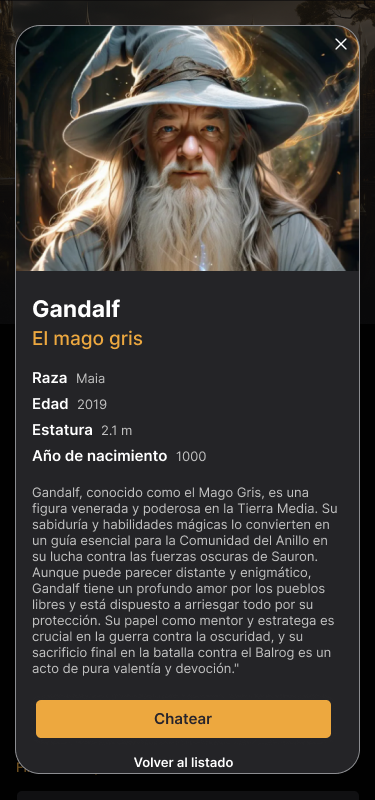 Gandalf
El mago gris
Raza Maia
Edad 2019
Estatura 2.1 m
Año de nacimiento 1000
Gandalf, conocido como el Mago Gris, es una
figura venerada y poderosa en la Tierra Media. Su
sabiduría y habilidades mágicas lo convierten en
un guía esencial para la Comunidad del Anillo en
su lucha contra las fuerzas oscuras de Sauron.
Aunque puede parecer distante y enigmático,
Gandalf tiene un profundo amor por los pueblos
libres y está dispuesto a arriesgar todo por su
protección. Su papel como mentor y estratega es
crucial en la guerra contra la oscuridad, y su
sacrificio final en la batalla contra el Balrog es un
acto de pura valentía y devoción."
Chatear
Volver al listado